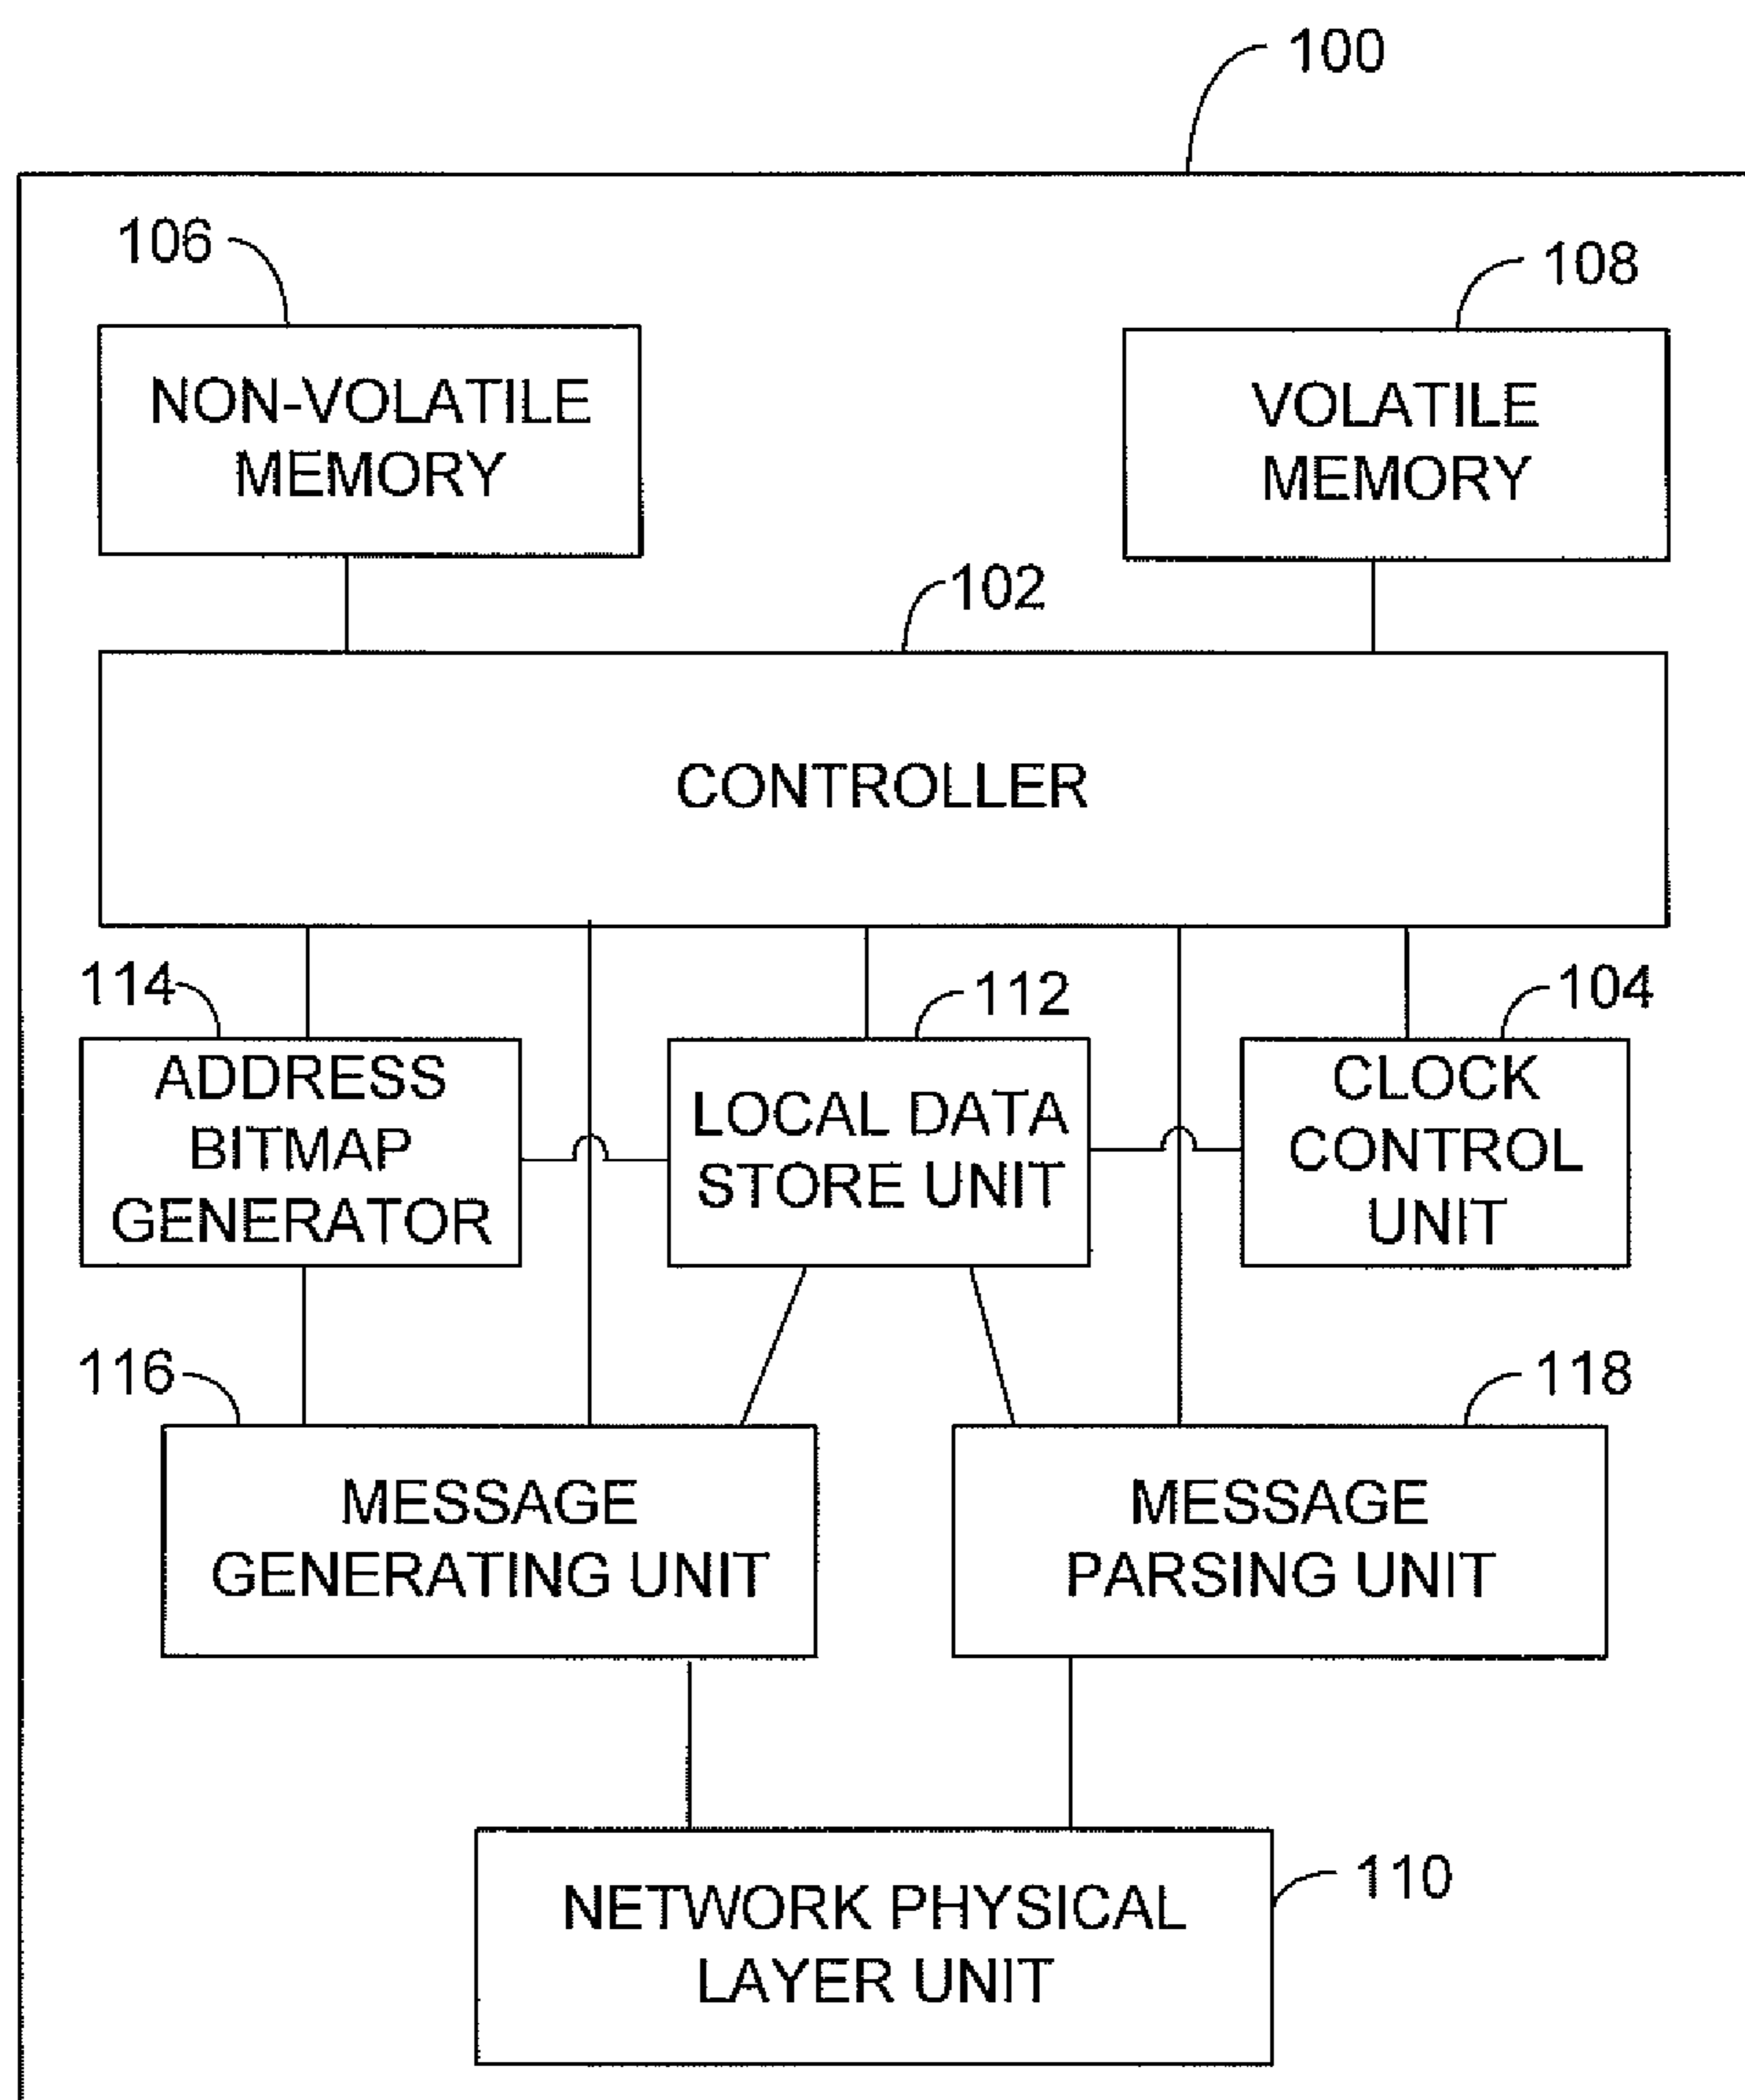 100
106
108
NON-VOLATILE
MEMORY
VOLATILE
MEMORY
102
CONTROLLER
114
112
104
ADDRESS
BITMAP
GENERATOR
LOCAL DATA
STORE UNIT
CLOCK
CONTROL
UNIT
116
118
MESSAGE
GENERATING UNIT
MESSAGE
PARSING UNIT
110
NETWORK PHYSICAL
LAYER UNIT